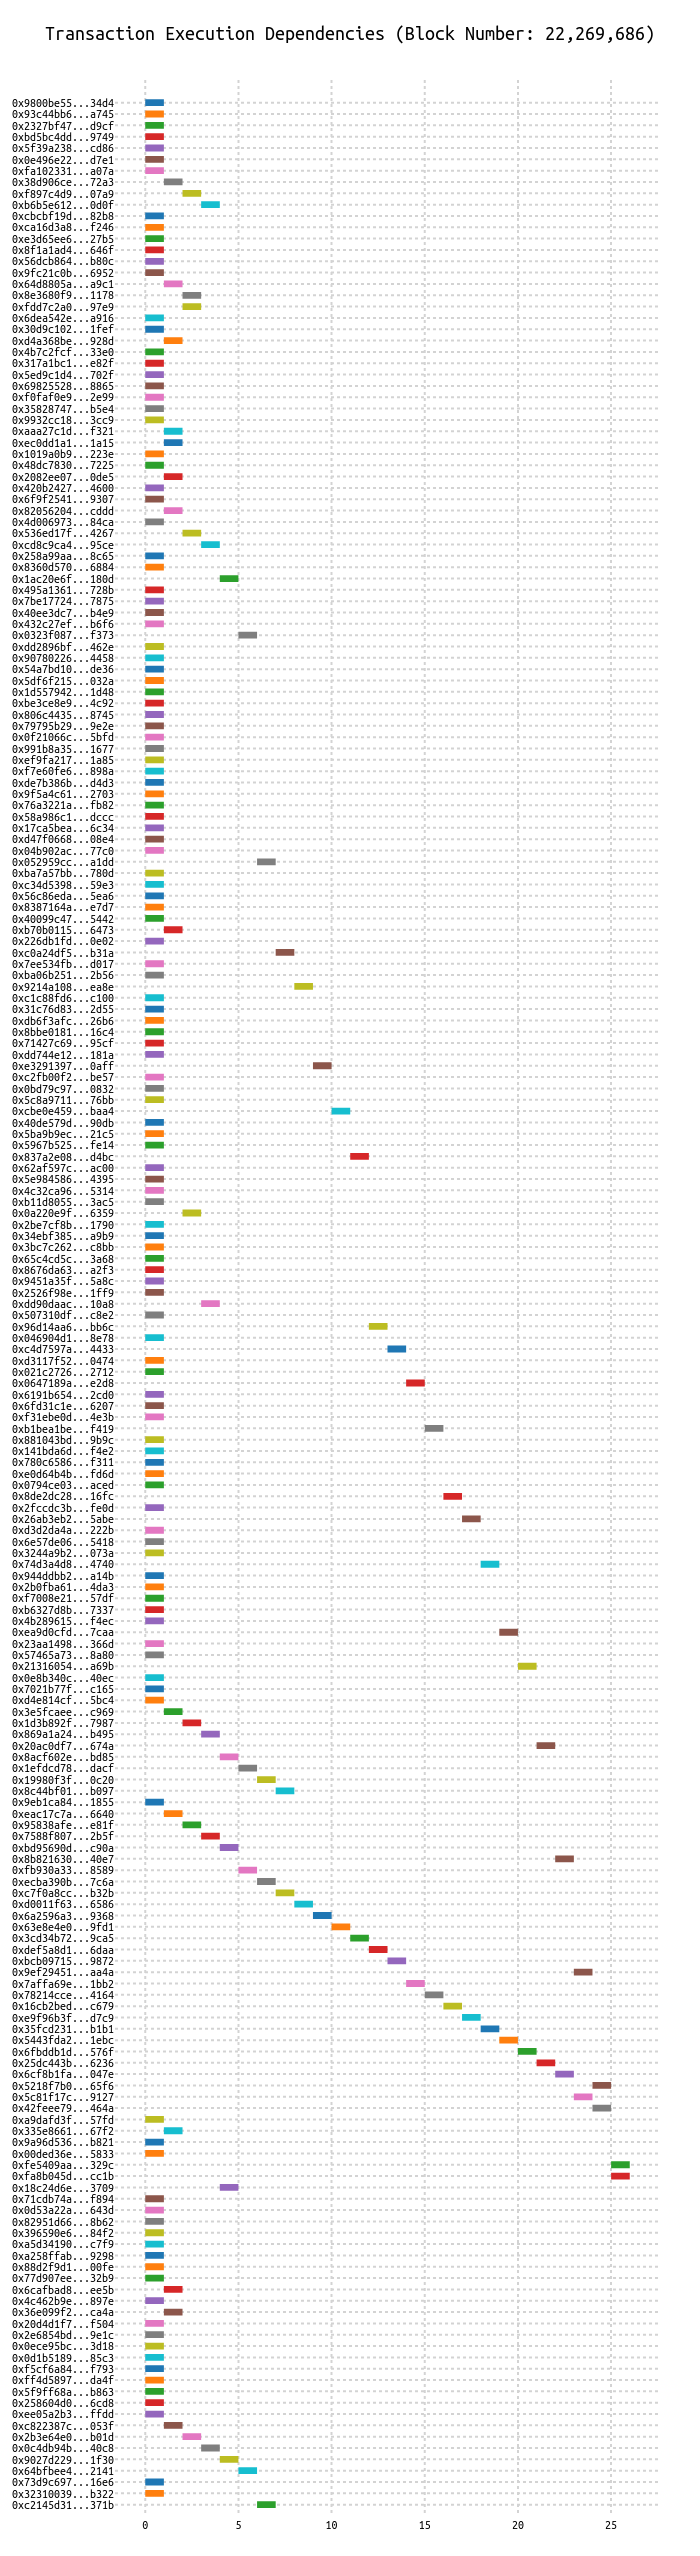 Transaction Execution Dependencies (Block Number: 22,269,686)
0x9800be55...34d4
0x93c44bb6...a745
0x2327bf47...d9cf
0xbd5bc4dd...9749
0x5f39a238...cd86
0x0e496e22...d7e1
0xfa102331...a07a
0x38d906ce...72a3
0xf897c4d9...07a9
0xb6b5e612...0d0f
0xcbcbf19d...82b8
0xca16d3a8...f246
0xe3d65ee6...27b5
0x8f1a1ad4...646f
0x56dcb864...b80c
0x9fc21c0b...6952
0x64d8805a...a9c1
0x8e3680f9...1178
0xfdd7c2a0...97e9
0x6dea542e...a916
0x30d9c102...1fef
0xd4a368be...928d
0x4b7c2fcf...33e0
0x317a1bc1...e82f
0x5ed9c1d4...702f
0x69825528...8865
0xf0faf0e9...2e99
0x35828747...b5e4
0x9932cc18...3cc9
0xaaa27c1d...f321
0xec0dd1a1...1a15
0x1019a0b9...223e
0x48dc7830...7225
0x2082ee07...0de5
0x420b2427...4600
0x6f9f2541...9307
0x82056204...cddd
0x4d006973...84ca
0x536ed17f...4267
0xcd8c9ca4...95ce
0x258a99aa...8c65
0x8360d570...6884
0x1ac20e6f...180d
0x495a1361...728b
0x7be17724...7875
0x40ee3dc7...b4e9
0x432c27ef...b6f6
0x0323f087...f373
0xdd2896bf...462e
0x90780226...4458
0x54a7bd10...de36
0x5df6f215...032a
0x1d557942...1d48
0xbe3ce8e9...4c92
0x806c4435...8745
0x79795b29...9e2e
0x0f21066c...5bfd
0x991b8a35...1677
0xef9fa217...1a85
0xf7e60fe6...898a
0xde7b386b...d4d3
0x9f5a4c61...2703
0x76a3221a...fb82
0x58a986c1...dccc
0x17ca5bea...6c34
0xd47f0668...08e4
0x04b902ac...77c0
0x052959cc...a1dd
0xba7a57bb...780d
0xc34d5398...59e3
0x56c86eda...5ea6
0x8387164a...e7d7
0x40099c47...5442
0xb70b0115...6473
0x226db1fd...0e02
0xc0a24df5...b31a
0x7ee534fb...d017
0xba06b251...2b56
0x9214a108...ea8e
0xc1c88fd6...c100
0x31c76d83...2d55
0xdb6f3afc...26b6
0x8bbe0181...16c4
0x71427c69...95cf
0xdd744e12...181a
0xe3291397...0aff
0xc2fb00f2...be57
0x0bd79c97...0832
0x5c8a9711...76bb
0xcbe0e459...baa4
0x40de579d...90db
0x5ba9b9ec...21c5
0x5967b525...fe14
0x837a2e08...d4bc
0x62af597c...ac00
0x5e984586...4395
0x4c32ca96...5314
0xb11d8055...3ac5
0x0a220e9f...6359
0x2be7cf8b...1790
0x34ebf385...a9b9
0x3bc7c262...c8bb
0x65c4cd5c...3a68
0x8676da63...a2f3
0x9451a35f...5a8c
0x2526f98e...1ff9
0xdd90daac...10a8
0x507310df...c8e2
0x96d14aa6...bb6c
0x046904d1...8e78
0xc4d7597a...4433
0xd3117f52...0474
0x021c2726...2712
0x0647189a...e2d8
0x6191b654...2cd0
0x6fd31c1e...6207
0xf31ebe0d...4e3b
0xb1bea1be...f419
0x881043bd...9b9c
0x141bda6d...f4e2
0x780c6586...f311
0xe0d64b4b...fd6d
0x0794ce03...aced
0x8de2dc28...16fc
0x2fccdc3b...fe0d
0x26ab3eb2...5abe
0xd3d2da4a...222b
0x6e57de06...5418
0x3244a9b2...073a
0x74d3a4d8...4740
0x944ddbb2...a14b
0x2b0fba61...4da3
0xf7008e21...57df
0xb6327d8b...7337
0x4b289615...f4ec
0xea9d0cfd...7caa
0x23aa1498...366d
0x57465a73...8a80
0x21316054...a69b
0x0e8b340c...40ec
0x7021b77f...c165
0xd4e814cf...5bc4
0x3e5fcaee...c969
0x1d3b892f...7987
0x869a1a24...b495
0x20ac0df7...674a
0x8acf602e...bd85
0x1efdcd78...dacf
0x19980f3f...0c20
0x8c44bf01...b097
0x9eb1ca84...1855
0xeac17c7a...6640
0x95838afe...e81f
0x7588f807...2b5f
0xbd95690d...c90a
0x8b821630...40e7
0xfb930a33...8589
0xecba390b...7c6a
0xc7f0a8cc...b32b
0xd0011f63...6586
0x6a2596a3...9368
0x63e8e4e0...9fd1
0x3cd34b72...9ca5
0xdef5a8d1...6daa
0xbcb09715...9872
0x9ef29451...aa4a
0x7affa69e...1bb2
0x78214cce...4164
0x16cb2bed...c679
0xe9f96b3f...d7c9
0x35fcd231...b1b1
0x5443fda2...1ebc
0x6fbddb1d...576f
0x25dc443b...6236
0x6cf8b1fa...047e
0x5218f7b0...65f6
0x5c81f17c...9127
0x42feee79...464a
0xa9dafd3f...57fd
0x335e8661...67f2
0x9a96d536...b821
0x00ded36e...5833
0xfe5409aa...329c
0xfa8b045d...cc1b
0x18c24d6e...3709
0x71cdb74a...f894
0x0d53a22a...643d
0x82951d66...8b62
0x396590e6...84f2
0xa5d34190...c7f9
0xa258ffab...9298
0x88d2f9d1...00fe
0x77d907ee...32b9
0x6cafbad8...ee5b
0x4c462b9e...897e
0x36e099f2...ca4a
0x20d4d1f7...f504
0x2e6854bd...9e1c
0x0ece95bc...3d18
0x0d1b5189...85c3
0xf5cf6a84...f793
0xff4d5897...da4f
0x5f9ff68a...b863
0x258604d0...6cd8
0xee05a2b3...ffdd
0xc822387c...053f
0x2b3e64e0...b01d
0x0c4db94b...40c8
0x9027d229...1f30
0x64bfbee4...2141
0x73d9c697...16e6
0x32310039...b322
0xc2145d31...371b
0 5 10 15 20 25